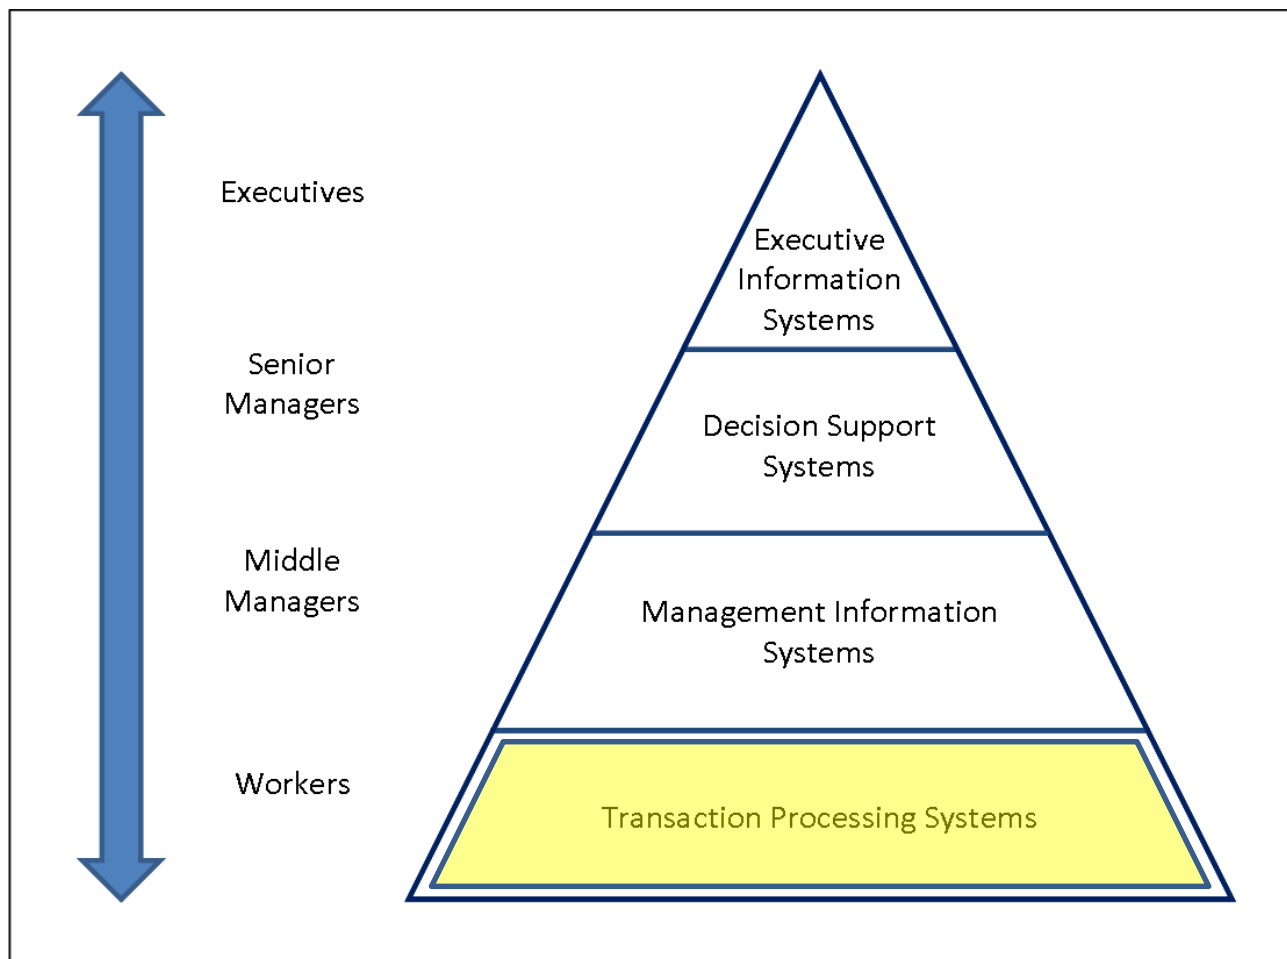 Executives
Executive
Information
Systems
Senior
Managers
Decision Support
Systems
Middle
Managers
Management Information
Systems
Workers
Transaction Processing Systems